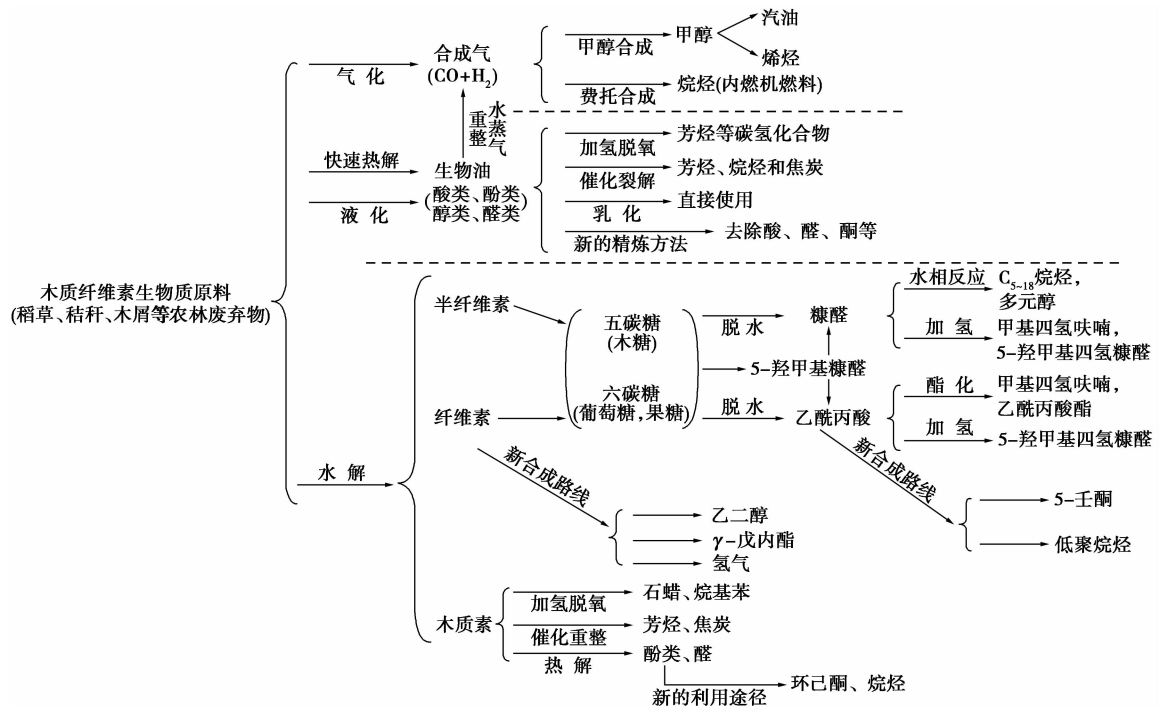 汽油
甲醇合成
甲醇
烯烃
气化
合成气
(CO+H₂)
费托合成
烷烃(内燃机燃料)
水蒸气
重整
快速热解
液化
生物油
(酸类、酚类
醇类、醛类)
加氢脱氧
芳烃等碳氢化合物
催化裂解
芳烃、烷烃和焦炭
乳化
直接使用
新的精炼方法
去除酸、醛、酮等
木质纤维素生物质原料
(稻草、秸秆、木屑等农林废弃物)
水解
半纤维素
五碳糖
(木糖)
脱水
糠醛
水相反应
C₅~₁₈烷烃,
多元醇
加氢
甲基四氢呋喃,
5-羟甲基四氢糠醛
5-羟甲基糠醛
纤维素
六碳糖
(葡萄糖,果糖)
脱水
乙酰丙酸
酯化
甲基四氢呋喃,
乙酰丙酸酯
加氢
5-羟甲基四氢糠醛
新合成路线
5-壬酮
低聚烷烃
新合成路线
乙二醇
γ-戊内酯
氢气
木质素
加氢脱氧
石蜡、烷基苯
催化重整
芳烃、焦炭
热解
酚类、醛
新的利用途径
环己酮、烷烃